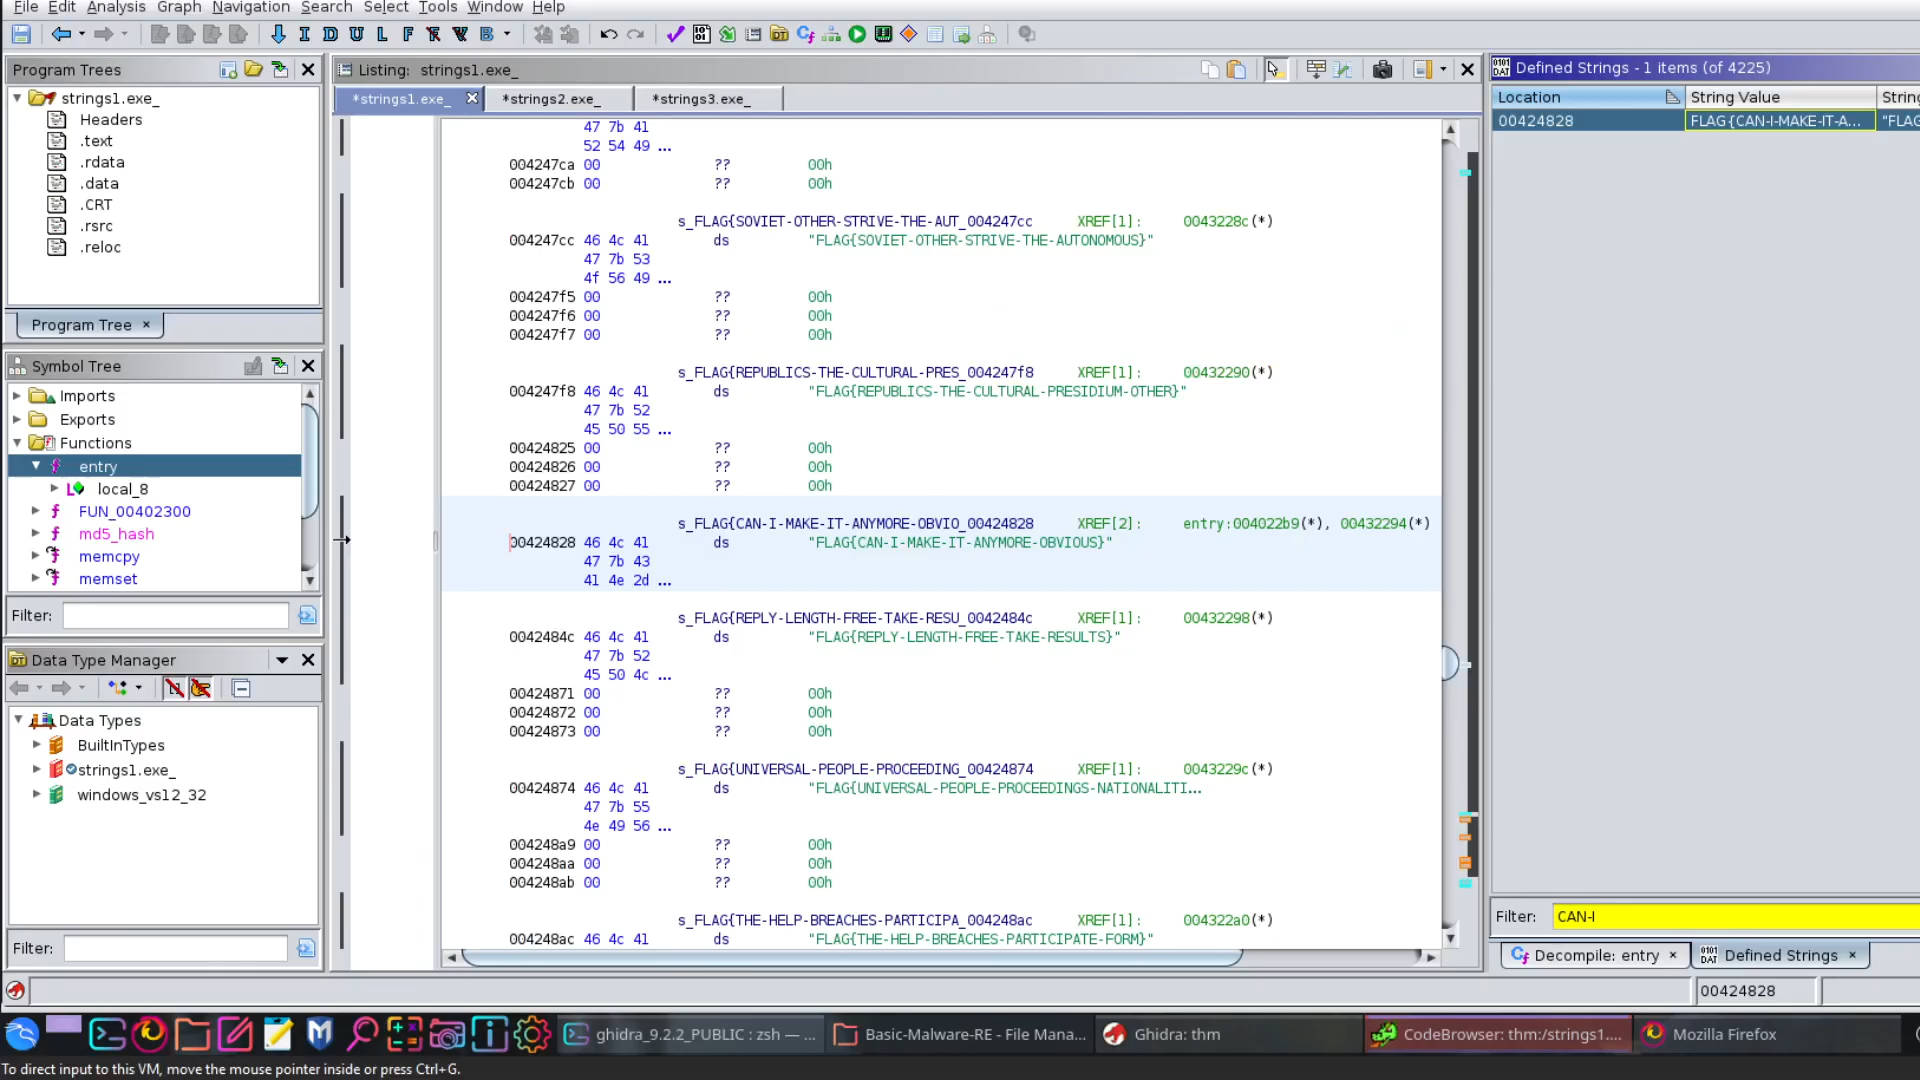 File Edit Analysis Graph Navigation Search Select Tools Window Help
I D U L F B
Program Trees
strings1.exe_
Headers
.text
.rdata
.data
.CRT
.rsrc
.reloc
Program Tree ×
Symbol Tree
Imports
Exports
Functions
f entry
L local_8
f FUN_00402300
f md5_hash
f memcpy
f memset
Filter:
Data Type Manager
Data Types
BuiltInTypes
strings1.exe_
windows_vs12_32
Filter:
Listing: strings1.exe_
*strings1.exe_ *strings2.exe_ *strings3.exe_
47 7b 41
52 54 49 ...
004247ca 00 ?? 00h
004247cb 00 ?? 00h
s_FLAG{SOVIET-OTHER-STRIVE-THE-AUT_004247cc XREF[1]: 0043228c(*)
004247cc 46 4c 41 ds "FLAG{SOVIET-OTHER-STRIVE-THE-AUTONOMOUS}"
47 7b 53
4f 56 49 ...
004247f5 00 ?? 00h
004247f6 00 ?? 00h
004247f7 00 ?? 00h
s_FLAG{REPUBLICS-THE-CULTURAL-PRES_004247f8 XREF[1]: 00432290(*)
004247f8 46 4c 41 ds "FLAG{REPUBLICS-THE-CULTURAL-PRESIDIUM-OTHER}"
47 7b 52
45 50 55 ...
00424825 00 ?? 00h
00424826 00 ?? 00h
00424827 00 ?? 00h
s_FLAG{CAN-I-MAKE-IT-ANYMORE-OBVIO_00424828 XREF[2]: entry:004022b9(*), 00432294(*)
00424828 46 4c 41 ds "FLAG{CAN-I-MAKE-IT-ANYMORE-OBVIOUS}"
47 7b 43
41 4e 2d ...
s_FLAG{REPLY-LENGTH-FREE-TAKE-RESU_0042484c XREF[1]: 00432298(*)
0042484c 46 4c 41 ds "FLAG{REPLY-LENGTH-FREE-TAKE-RESULTS}"
47 7b 52
45 50 4c ...
00424871 00 ?? 00h
00424872 00 ?? 00h
00424873 00 ?? 00h
s_FLAG{UNIVERSAL-PEOPLE-PROCEEDING_00424874 XREF[1]: 0043229c(*)
00424874 46 4c 41 ds "FLAG{UNIVERSAL-PEOPLE-PROCEEDINGS-NATIONALITI...
47 7b 55
4e 49 56 ...
004248a9 00 ?? 00h
004248aa 00 ?? 00h
004248ab 00 ?? 00h
s_FLAG{THE-HELP-BREACHES-PARTICIPA_004248ac XREF[1]: 004322a0(*)
004248ac 46 4c 41 ds "FLAG{THE-HELP-BREACHES-PARTICIPATE-FORM}"
Defined Strings - 1 items (of 4225)
Location String Value String
00424828 FLAG{CAN-I-MAKE-IT-A... "FLAG
Filter: CAN-I
Decompile: entry × Defined Strings ×
00424828
ghidra_9.2.2_PUBLIC : zsh — ... Basic-Malware-RE - File Mana... Ghidra: thm CodeBrowser: thm:/strings1.... Mozilla Firefox
To direct input to this VM, move the mouse pointer inside or press Ctrl+G.